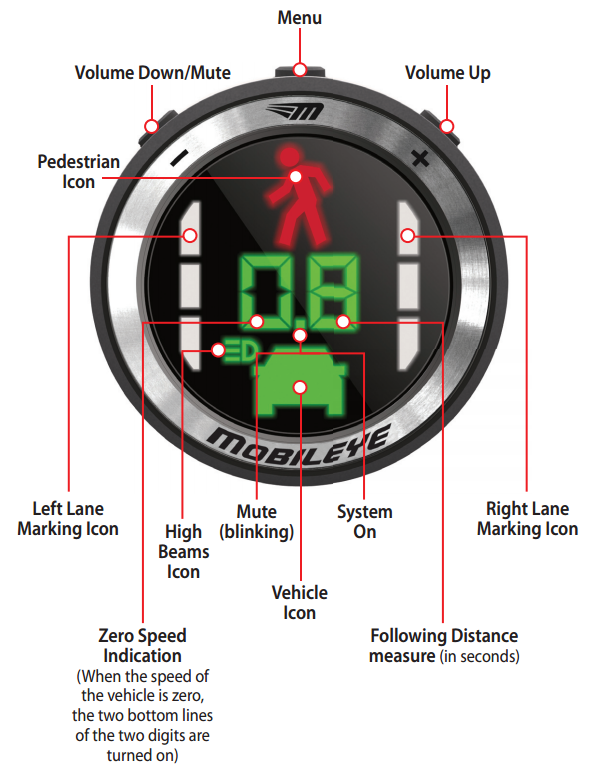 Menu
Volume Down/Mute
Volume Up
Pedestrian
Icon
–
+
0.8
MOBILEYE
Left Lane
Marking Icon
High
Beams
Icon
Mute
(blinking)
System
On
Right Lane
Marking Icon
Vehicle
Icon
Zero Speed
Indication
(When the speed of
the vehicle is zero,
the two bottom lines
of the two digits are
turned on)
Following Distance
measure (in seconds)